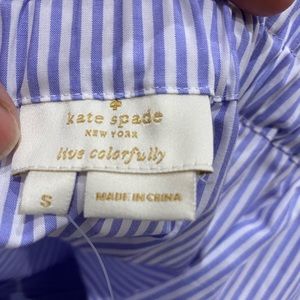 kate spade
NEW YORK
live colorfully
S
MADE IN CHINA